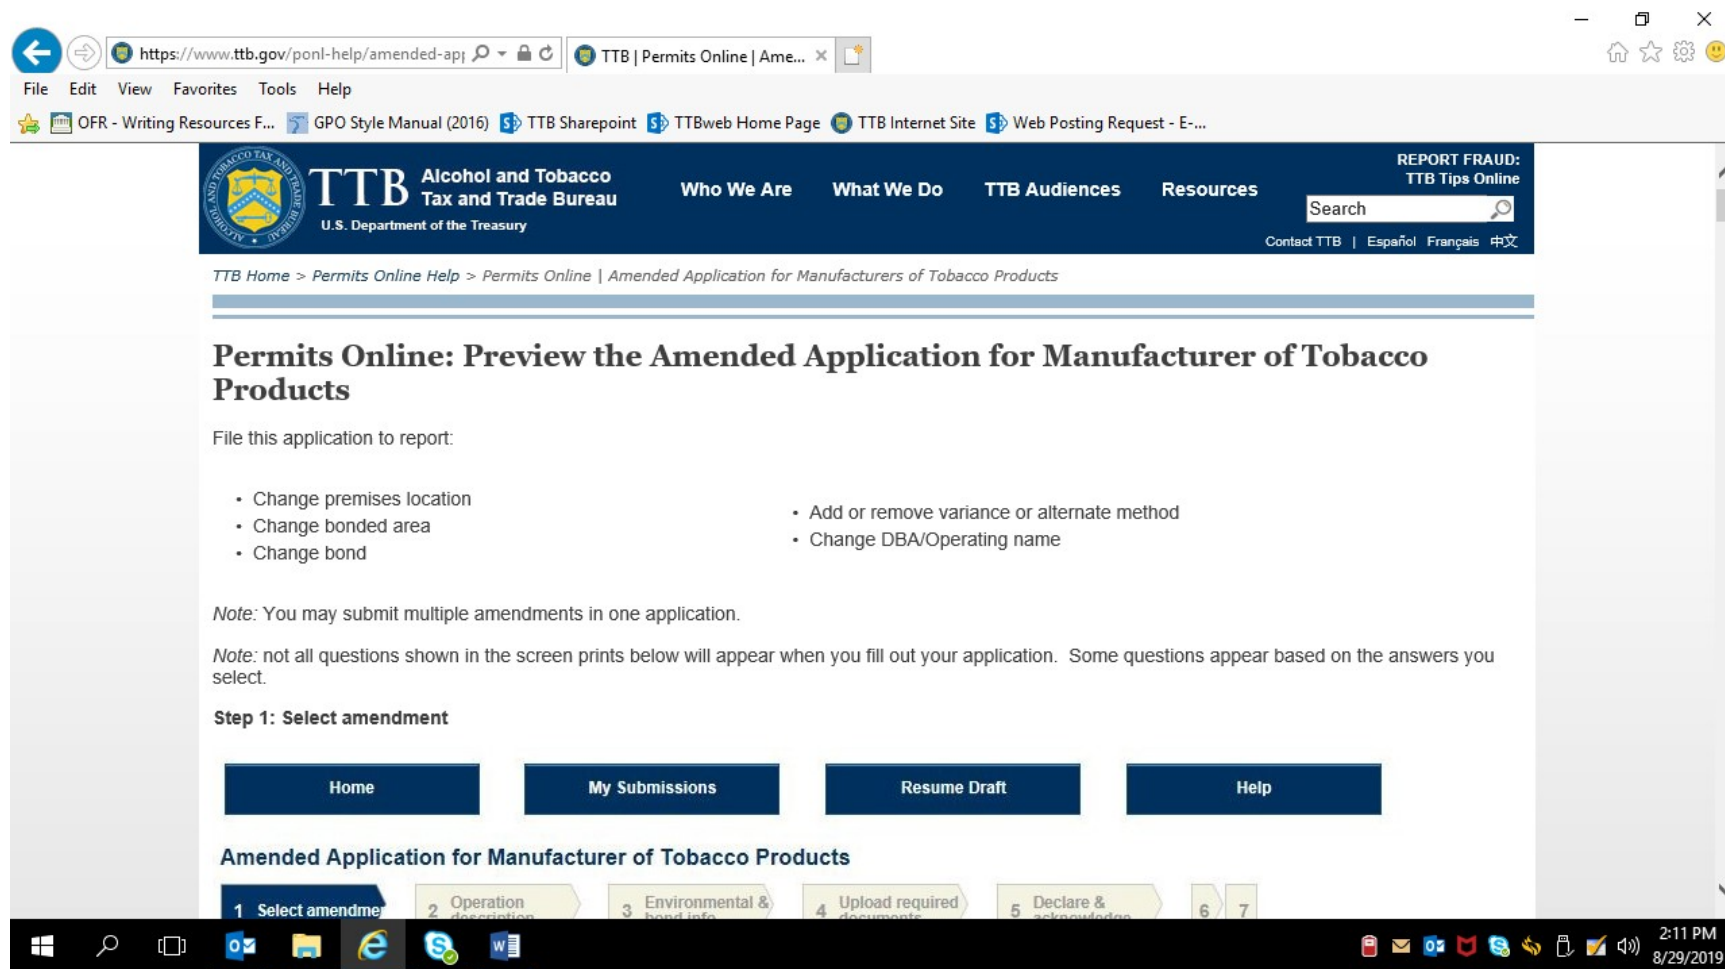 https://www.ttb.gov/ponl-help/amended-ap
TTB | Permits Online | Ame...
File Edit View Favorites Tools Help
OFR - Writing Resources F... GPO Style Manual (2016) TTB Sharepoint TTBweb Home Page TTB Internet Site Web Posting Request - E-...
TTB Alcohol and Tobacco
Tax and Trade Bureau
U.S. Department of the Treasury
Who We Are What We Do TTB Audiences Resources
REPORT FRAUD:
TTB Tips Online
Search
Contact TTB | Español Français 中文
TTB Home > Permits Online Help > Permits Online | Amended Application for Manufacturers of Tobacco Products
Permits Online: Preview the Amended Application for Manufacturer of Tobacco
Products
File this application to report:
• Change premises location
• Change bonded area
• Change bond
• Add or remove variance or alternate method
• Change DBA/Operating name
Note: You may submit multiple amendments in one application.
Note: not all questions shown in the screen prints below will appear when you fill out your application. Some questions appear based on the answers you
select.
Step 1: Select amendment
Home My Submissions Resume Draft Help
Amended Application for Manufacturer of Tobacco Products
1 Select amendme
2 Operation
description
3 Environmental &
bond info
4 Upload required
documents
5 Declare &
acknowledge
6 7
2:11 PM
8/29/2019